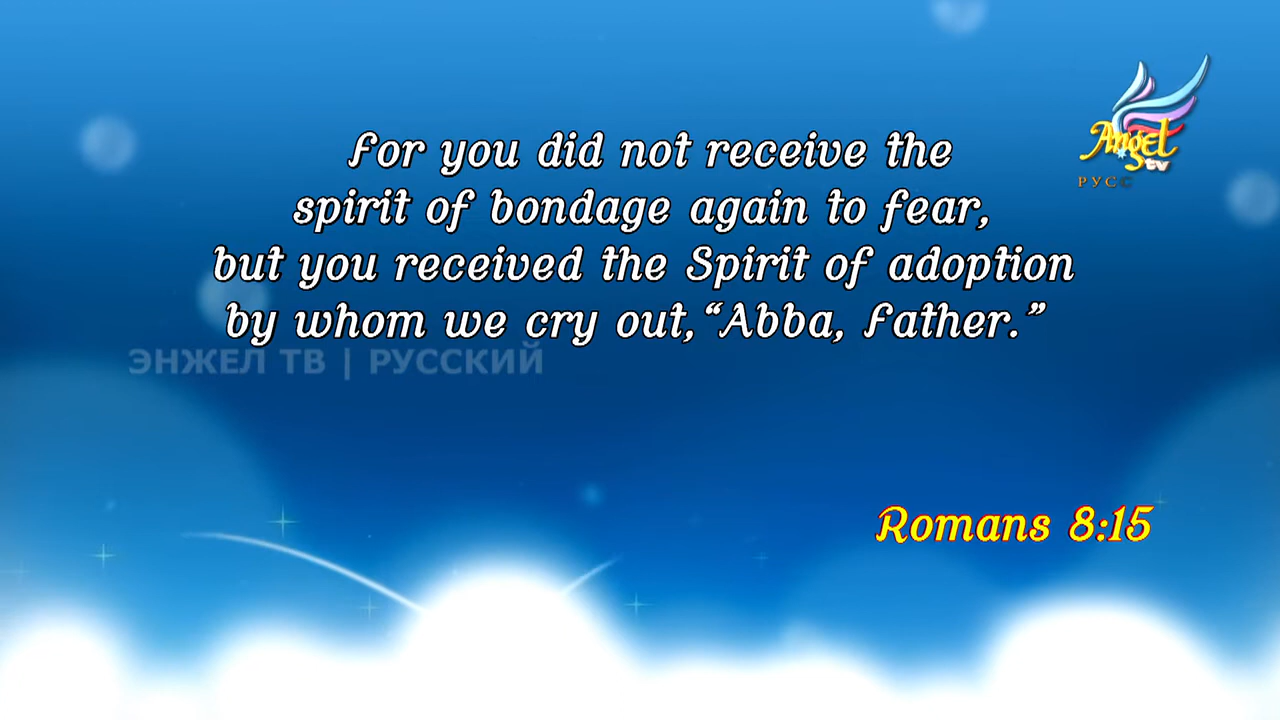 For you did not receive the
spirit of bondage again to fear,
but you received the Spirit of adoption
by whom we cry out,“Abba, Father.”
ЭНЖЕЛ ТВ | РУССКИЙ
Romans 8:15
Angel
tv
РУСС